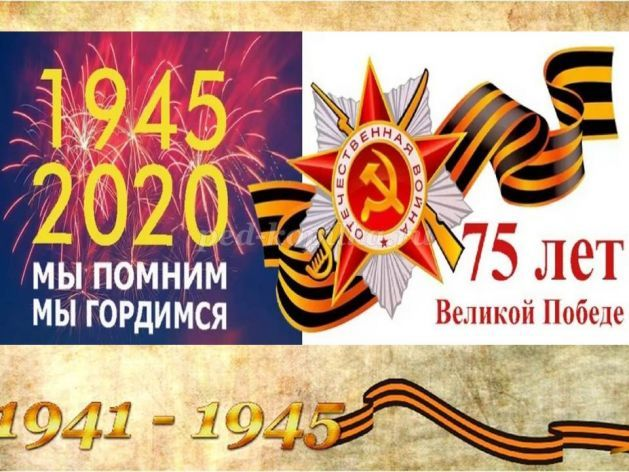 1945
2020
МЫ ПОМНИМ
МЫ ГОРДИМСЯ
ОТЕЧЕСТВЕННАЯ ВОЙНА
75 лет
Великой Победе
1941 - 1945